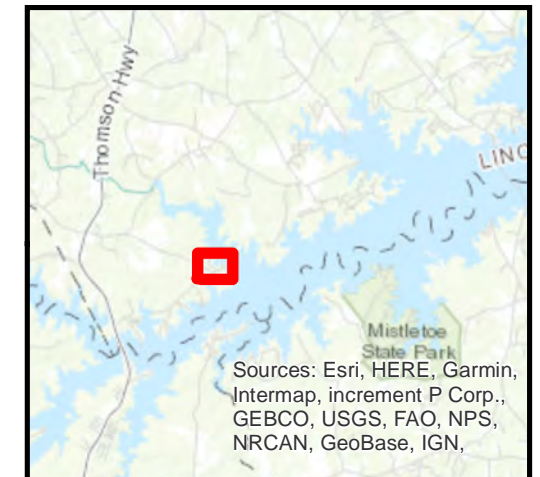 Thomson Hwy
LINC
Mistletoe
State Park
Sources: Esri, HERE, Garmin,
Intermap, increment P Corp.,
GEBCO, USGS, FAO, NPS,
NRCAN, GeoBase, IGN,